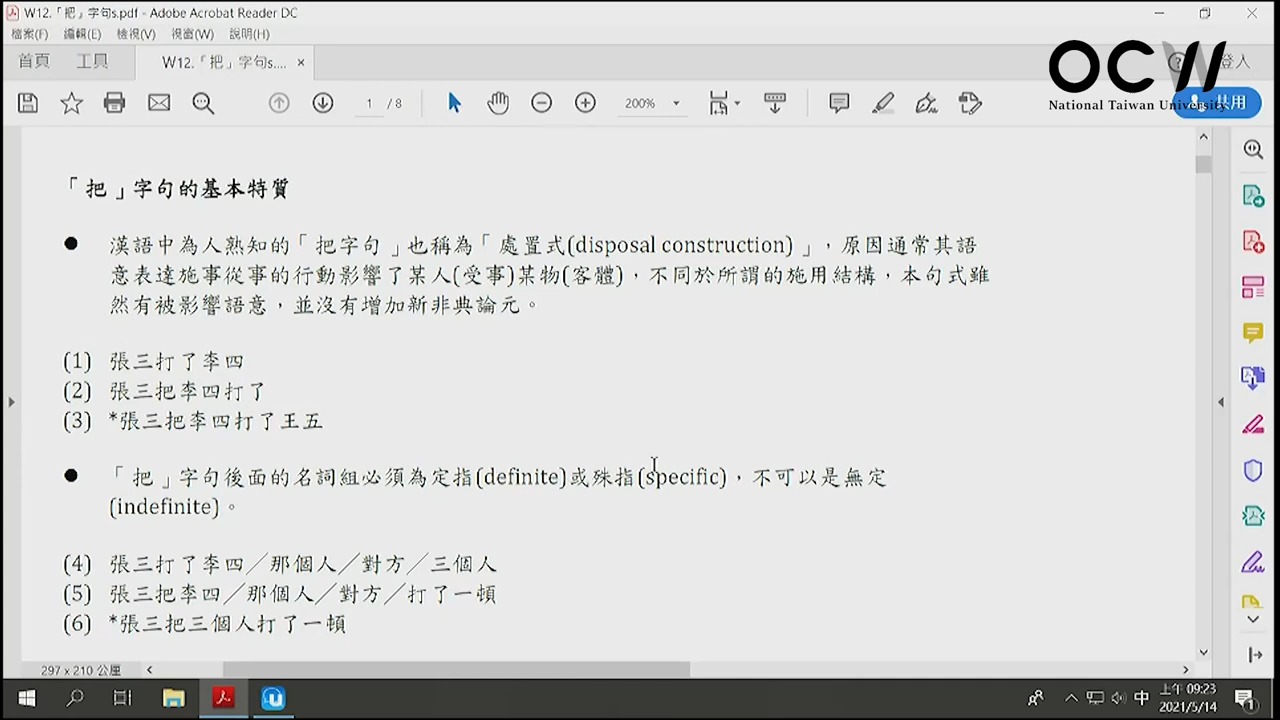 W12.「把」字句s.pdf - Adobe Acrobat Reader DC
檔案(F) 編輯(E) 檢視(V) 視窗(W) 說明(H)
首頁 工具 W12.「把」字句s.... × 登入
OCW
National Taiwan University
1 / 8 200% 共用
「把」字句的基本特質
● 漢語中為人熟知的「把字句」也稱為「處置式(disposal construction)」，原因通常其語
意表達施事從事的行動影響了某人(受事)某物(客體)，不同於所謂的施用結構，本句式雖
然有被影響語意，並沒有增加新非典論元。
(1) 張三打了李四
(2) 張三把李四打了
(3) *張三把李四打了王五
● 「把」字句後面的名詞組必須為定指(definite)或殊指(specific)，不可以是無定
(indefinite)。
(4) 張三打了李四／那個人／對方／三個人
(5) 張三把李四／那個人／對方／打了一頓
(6) *張三把三個人打了一頓
297 x 210 公厘
中 上午 09:23
2021/5/14
1